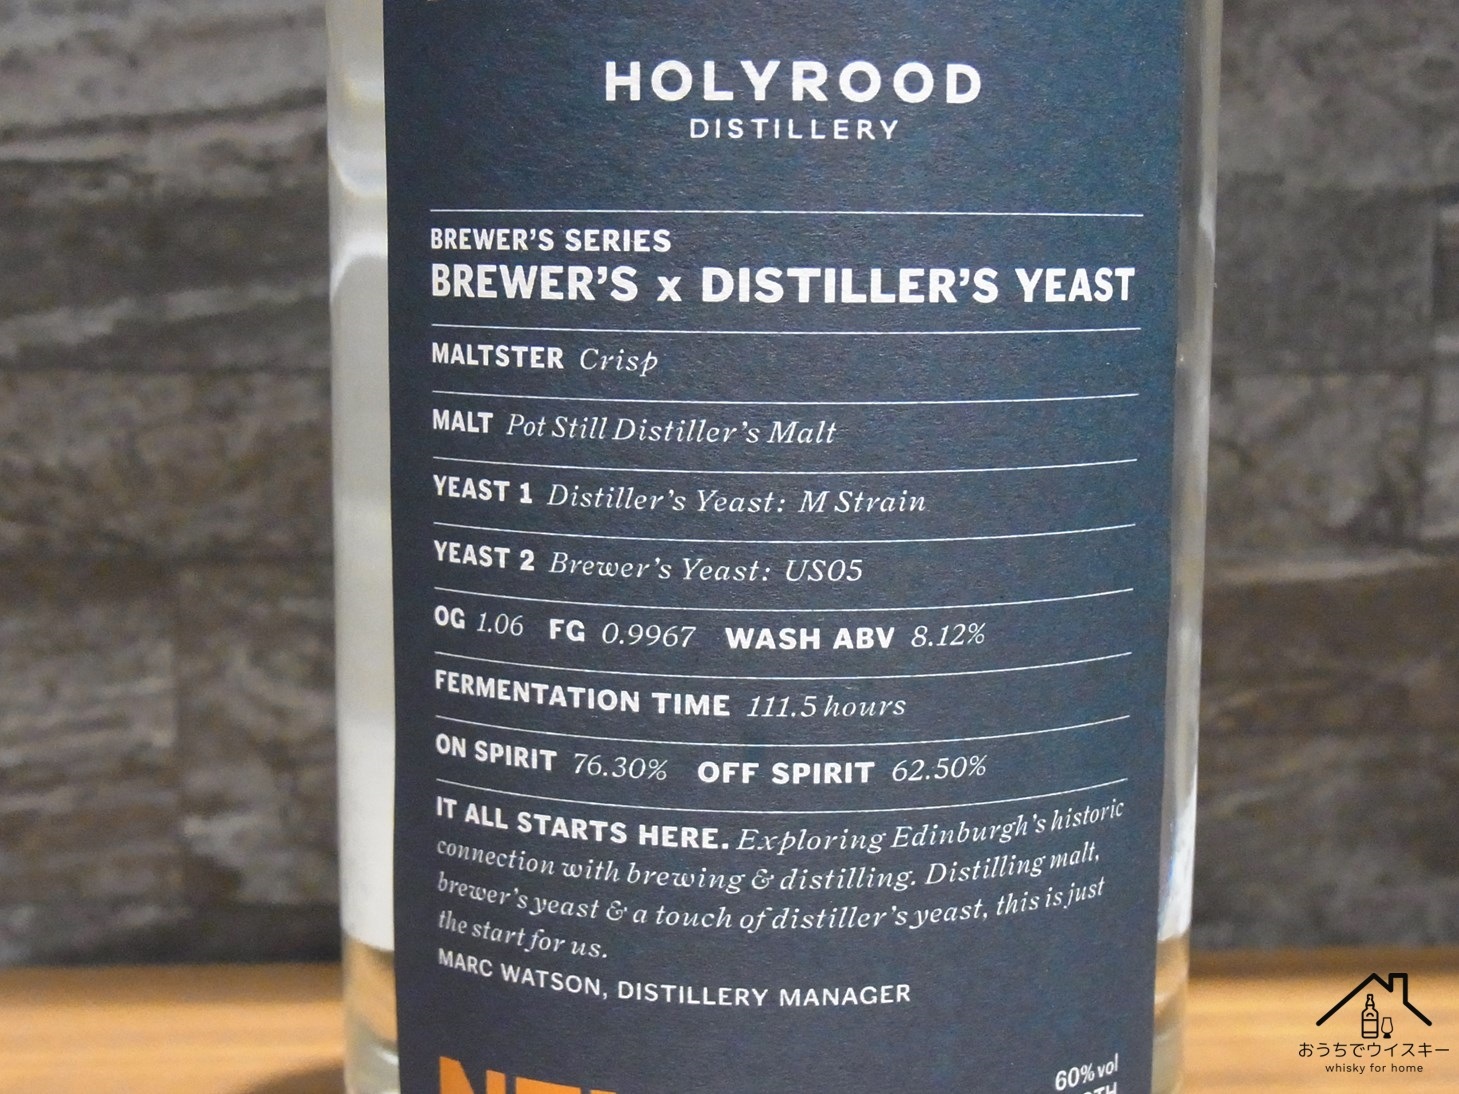 HOLYROOD
DISTILLERY
BREWER'S SERIES
BREWER'S x DISTILLER'S YEAST
MALTSTER Crisp
MALT Pot Still Distiller's Malt
YEAST 1 Distiller's Yeast: M Strain
YEAST 2 Brewer's Yeast: US05
OG 1.06 FG 0.9967 WASH ABV 8.12%
FERMENTATION TIME 111.5 hours
ON SPIRIT 76.30% OFF SPIRIT 62.50%
IT ALL STARTS HERE. Exploring Edinburgh's historic
connection with brewing & distilling. Distilling malt,
brewer's yeast & a touch of distiller's yeast, this is just
the start for us.
MARC WATSON, DISTILLERY MANAGER
60% vol
おうちでウイスキー
whisky for home